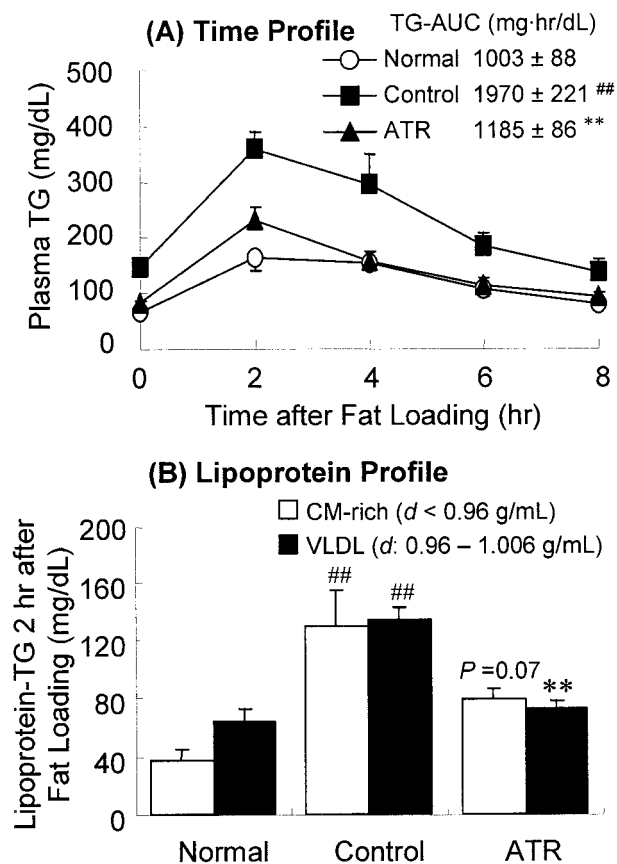 (A) Time Profile
TG-AUC (mg·hr/dL)
Normal 1003 ± 88
Control 1970 ± 221 ##
ATR 1185 ± 86 **
Plasma TG (mg/dL)
500
400
300
200
100
0
0 2 4 6 8
Time after Fat Loading (hr)
(B) Lipoprotein Profile
CM-rich (d < 0.96 g/mL)
VLDL (d: 0.96 – 1.006 g/mL)
Lipoprotein-TG 2 hr after
Fat Loading (mg/dL)
200
160
120
80
40
0
## ##
P =0.07 **
Normal Control ATR